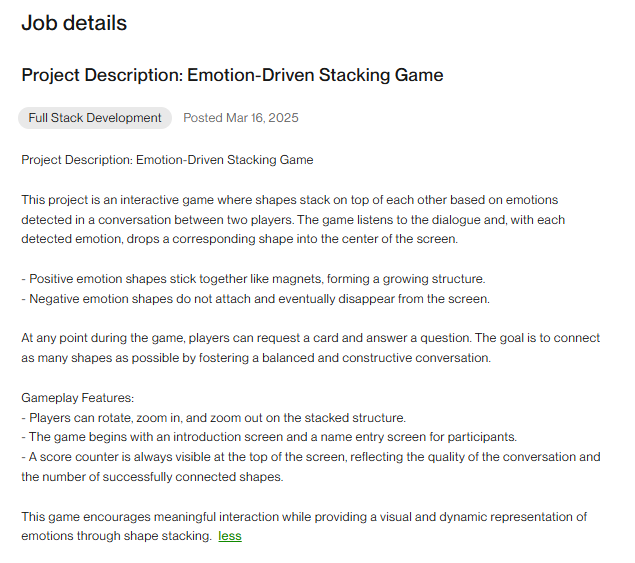 Job details
Project Description: Emotion-Driven Stacking Game
Full Stack Development Posted Mar 16, 2025
Project Description: Emotion-Driven Stacking Game
This project is an interactive game where shapes stack on top of each other based on emotions
detected in a conversation between two players. The game listens to the dialogue and, with each
detected emotion, drops a corresponding shape into the center of the screen.
- Positive emotion shapes stick together like magnets, forming a growing structure.
- Negative emotion shapes do not attach and eventually disappear from the screen.
At any point during the game, players can request a card and answer a question. The goal is to connect
as many shapes as possible by fostering a balanced and constructive conversation.
Gameplay Features:
- Players can rotate, zoom in, and zoom out on the stacked structure.
- The game begins with an introduction screen and a name entry screen for participants.
- A score counter is always visible at the top of the screen, reflecting the quality of the conversation and
the number of successfully connected shapes.
This game encourages meaningful interaction while providing a visual and dynamic representation of
emotions through shape stacking. less